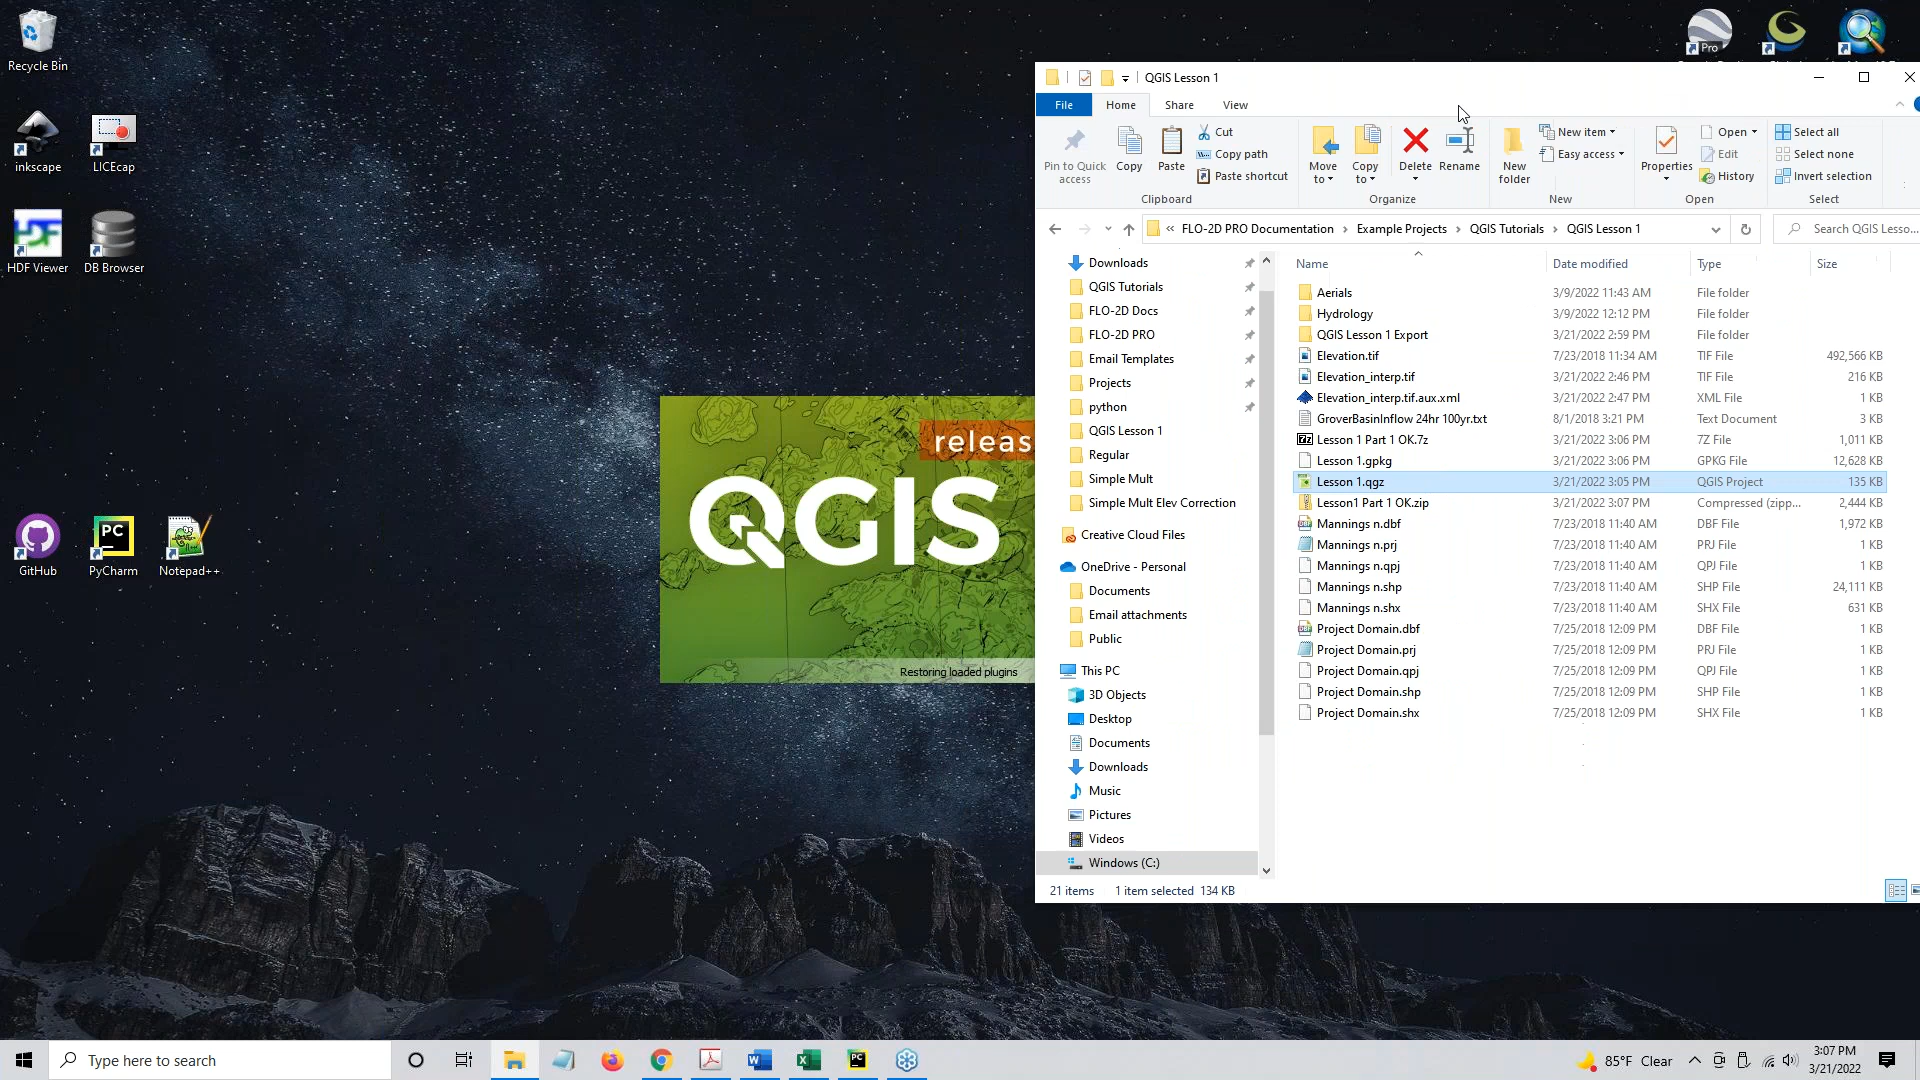 Recycle Bin
inkscape
LICEcap
HDF Viewer
DB Browser
GitHub
PyCharm
Notepad++
Pro
QGIS
releas
Restoring loaded plugins
QGIS Lesson 1
File
Home
Share
View
Pin to Quick access
Copy
Paste
Cut
Copy path
Paste shortcut
Clipboard
Move to
Copy to
Delete
Rename
Organize
New folder
New item
Easy access
New
Properties
Open
Edit
History
Open
Select all
Select none
Invert selection
Select
« FLO-2D PRO Documentation › Example Projects › QGIS Tutorials › QGIS Lesson 1
Search QGIS Lesso...
Downloads
QGIS Tutorials
FLO-2D Docs
FLO-2D PRO
Email Templates
Projects
python
QGIS Lesson 1
Regular
Simple Mult
Simple Mult Elev Correction
Creative Cloud Files
OneDrive - Personal
Documents
Email attachments
Public
This PC
3D Objects
Desktop
Documents
Downloads
Music
Pictures
Videos
Windows (C:)
Name Date modified Type Size
Aerials 3/9/2022 11:43 AM File folder
Hydrology 3/9/2022 12:12 PM File folder
QGIS Lesson 1 Export 3/21/2022 2:59 PM File folder
Elevation.tif 7/23/2018 11:34 AM TIF File 492,566 KB
Elevation_interp.tif 3/21/2022 2:46 PM TIF File 216 KB
Elevation_interp.tif.aux.xml 3/21/2022 2:47 PM XML File 1 KB
GroverBasinInflow 24hr 100yr.txt 8/1/2018 3:21 PM Text Document 3 KB
Lesson 1 Part 1 OK.7z 3/21/2022 3:06 PM 7Z File 1,011 KB
Lesson 1.gpkg 3/21/2022 3:06 PM GPKG File 12,628 KB
Lesson 1.qgz 3/21/2022 3:05 PM QGIS Project 135 KB
Lesson1 Part 1 OK.zip 3/21/2022 3:07 PM Compressed (zipp... 2,444 KB
Mannings n.dbf 7/23/2018 11:40 AM DBF File 1,972 KB
Mannings n.prj 7/23/2018 11:40 AM PRJ File 1 KB
Mannings n.qpj 7/23/2018 11:40 AM QPJ File 1 KB
Mannings n.shp 7/23/2018 11:40 AM SHP File 24,111 KB
Mannings n.shx 7/23/2018 11:40 AM SHX File 631 KB
Project Domain.dbf 7/25/2018 12:09 PM DBF File 1 KB
Project Domain.prj 7/25/2018 12:09 PM PRJ File 1 KB
Project Domain.qpj 7/25/2018 12:09 PM QPJ File 1 KB
Project Domain.shp 7/25/2018 12:09 PM SHP File 1 KB
Project Domain.shx 7/25/2018 12:09 PM SHX File 1 KB
21 items 1 item selected 134 KB
Type here to search
85°F Clear
3:07 PM
3/21/2022